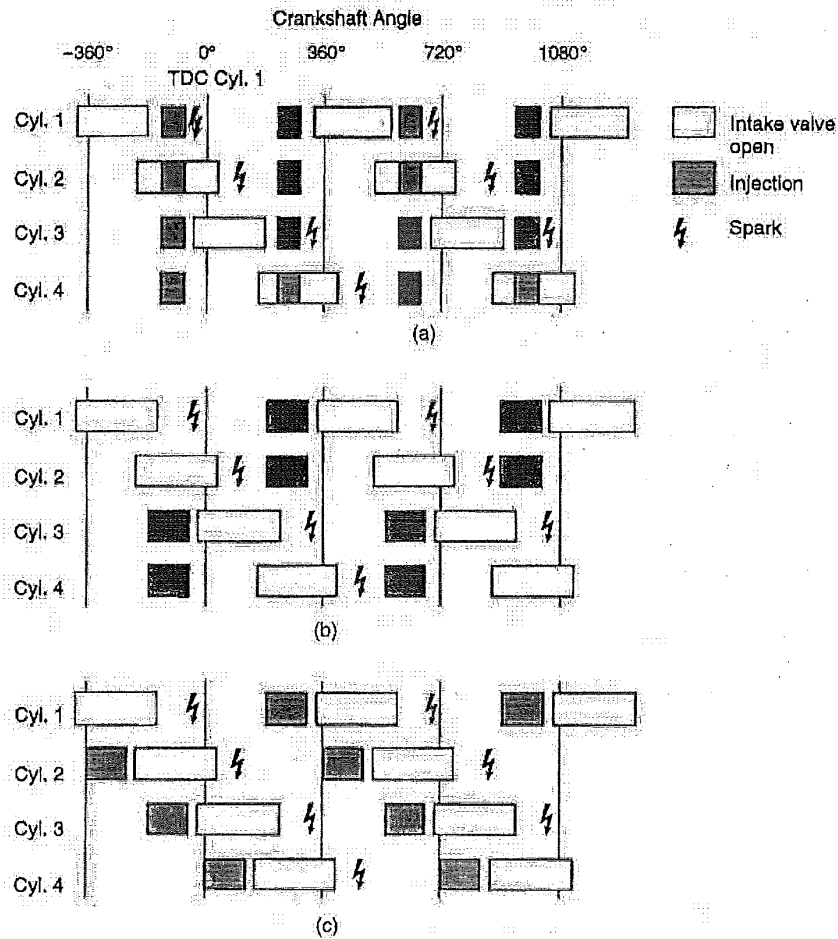 Crankshaft Angle
–360° 0° 360° 720° 1080°
TDC Cyl. 1
Cyl. 1
Cyl. 2
Cyl. 3
Cyl. 4
Intake valve
open
Injection
Spark
(a)
Cyl. 1
Cyl. 2
Cyl. 3
Cyl. 4
(b)
Cyl. 1
Cyl. 2
Cyl. 3
Cyl. 4
(c)